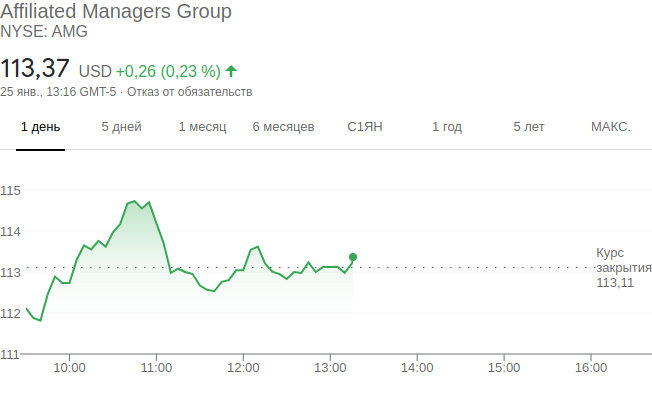 Affiliated Managers Group
NYSE: AMG
113,37 USD +0,26 (0,23 %)
25 янв., 13:16 GMT-5 · Отказ от обязательств
1 день 5 дней 1 месяц 6 месяцев С1ЯН 1 год 5 лет МАКС.
115
114
Курс
113 закрытия
113,11
112
111
10:00 11:00 12:00 13:00 14:00 15:00 16:00